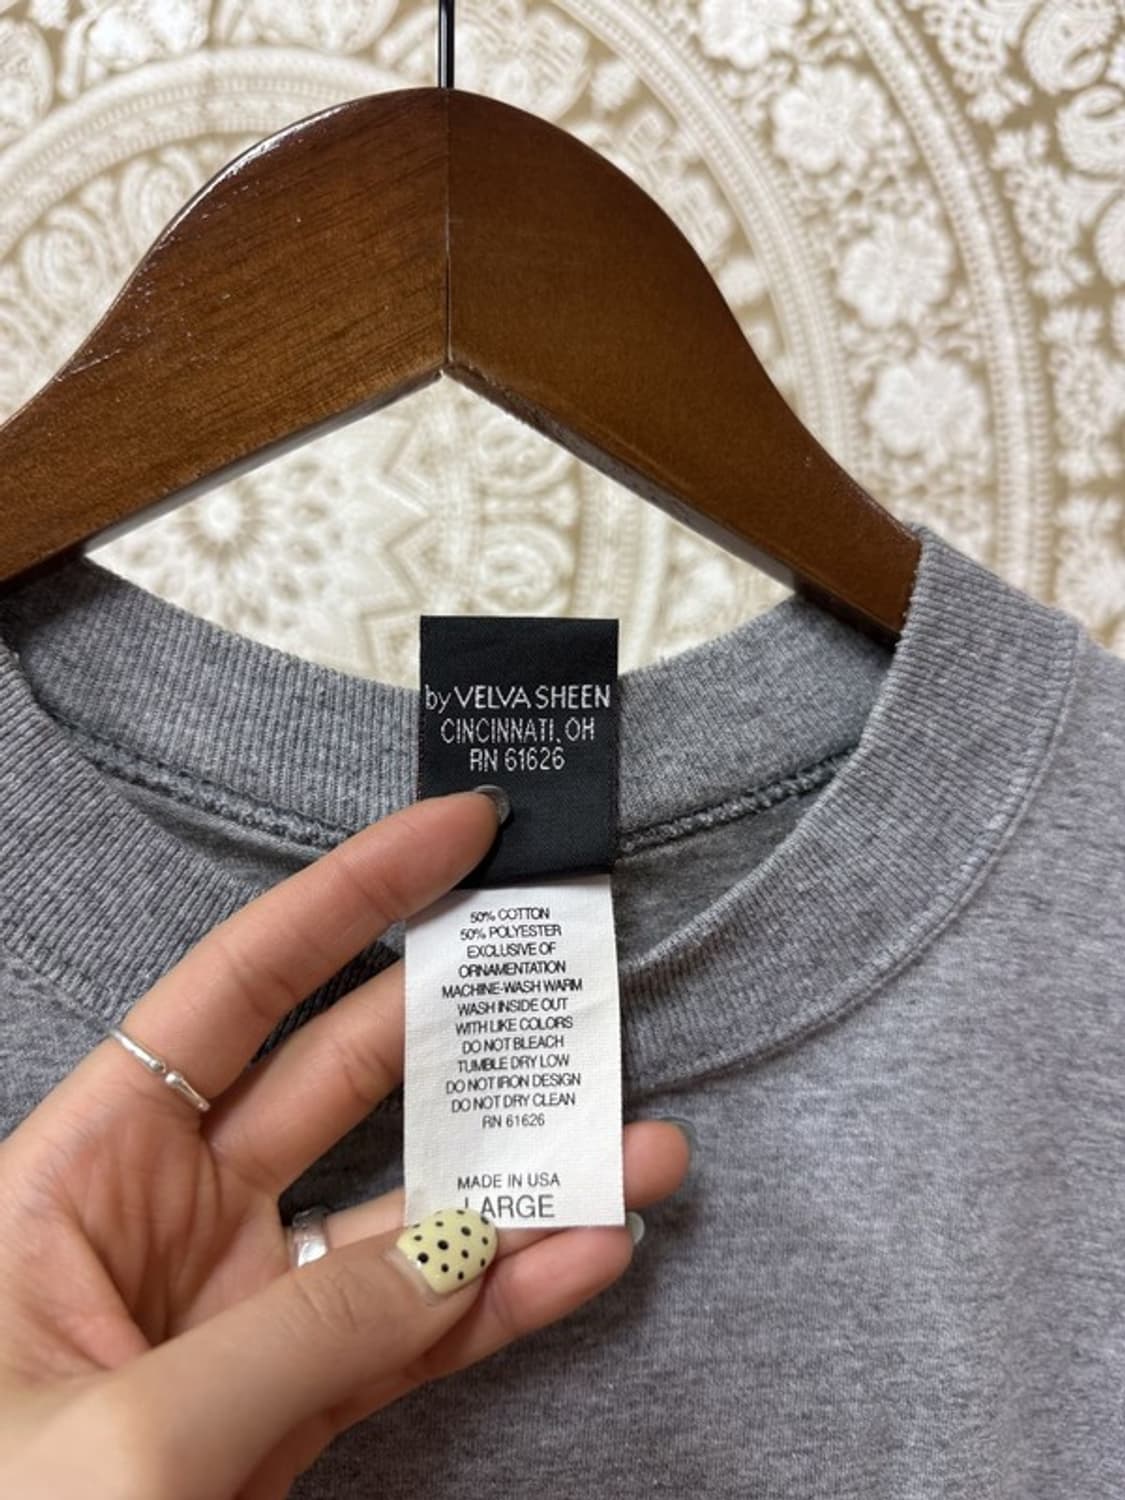 by VELVA SHEEN
CINCINNATI, OH
RN 61626
50% COTTON
50% POLYESTER
EXCLUSIVE OF
ORNAMENTATION
MACHINE-WASH WARM
WASH INSIDE OUT
WITH LIKE COLORS
DO NOT BLEACH
TUMBLE DRY LOW
DO NOT IRON DESIGN
DO NOT DRY CLEAN
RN 61626
MADE IN USA
LARGE